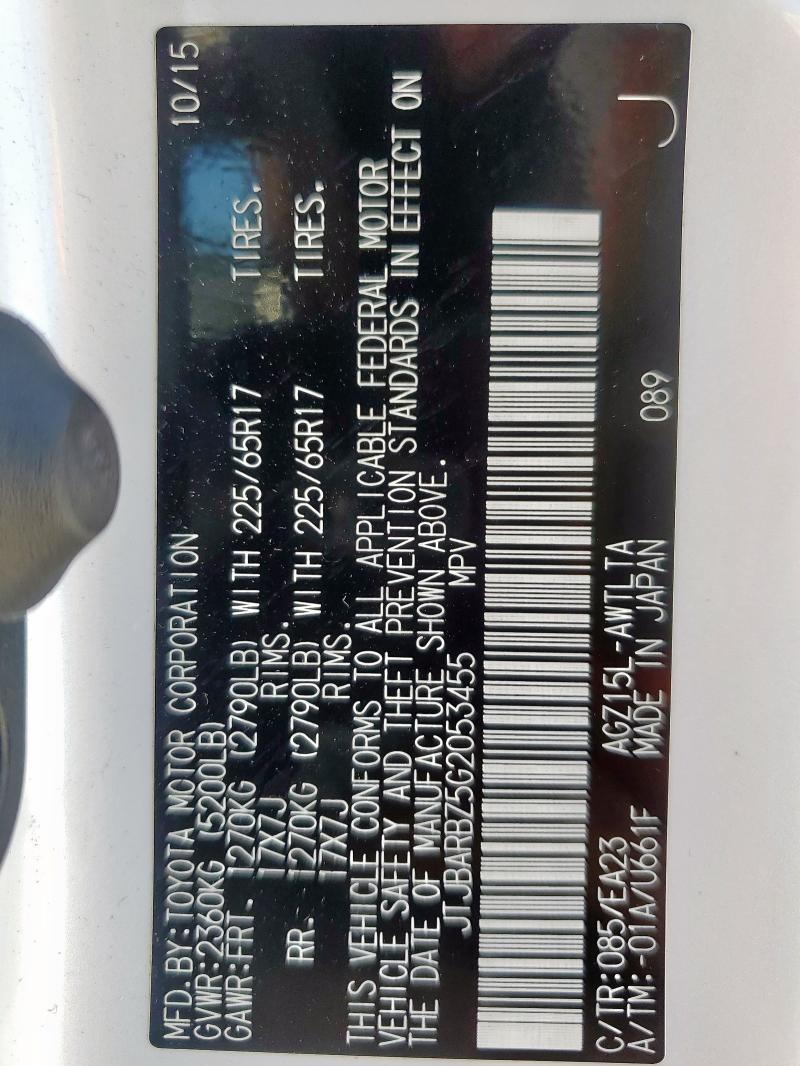 MFD.BY:TOYOTA MOTOR CORPORATION 10/15
GVWR:2360KG (5200LB)
GAWR:FRT. 1270KG (2790LB) WITH 225/65R17 TIRES.
17X7J RIMS.
RR. 1270KG (2790LB) WITH 225/65R17 TIRES.
17X7J RIMS.
THIS VEHICLE CONFORMS TO ALL APPLICABLE FEDERAL MOTOR
VEHICLE SAFETY AND THEFT PREVENTION STANDARDS IN EFFECT ON
THE DATE OF MANUFACTURE SHOWN ABOVE.
JTJBARBZ5G2053455 MPV
C/TR:085/EA23 AGZ15L-AWTLTA
A/TM:-01A/U661F MADE IN JAPAN 089 J